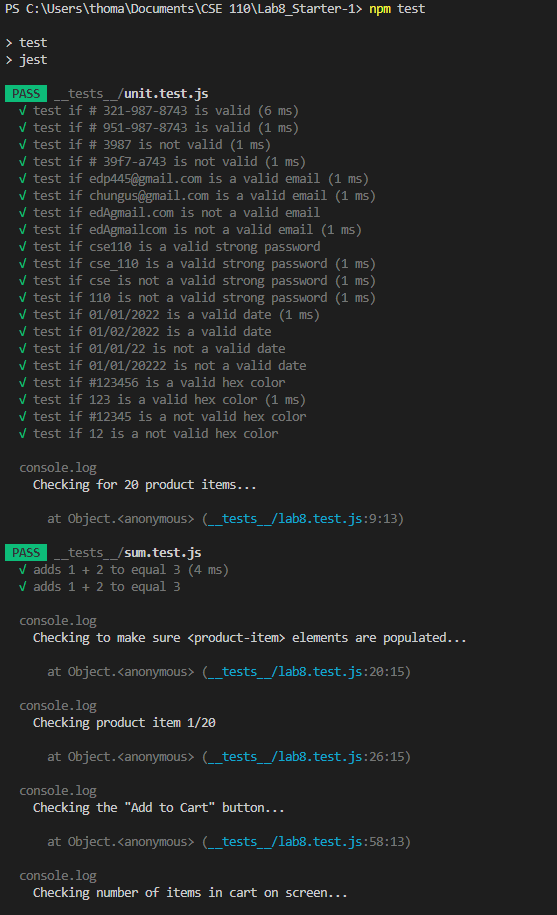 PS C:\Users\thoma\Documents\CSE 110\Lab8_Starter-1> npm test
> test
> jest
PASS __tests__/unit.test.js
√ test if # 321-987-8743 is valid (6 ms)
√ test if # 951-987-8743 is valid (1 ms)
√ test if # 3987 is not valid (1 ms)
√ test if # 39f7-a743 is not valid (1 ms)
√ test if edp445@gmail.com is a valid email (1 ms)
√ test if chungus@gmail.com is a valid email (1 ms)
√ test if edAgmail.com is not a valid email
√ test if edAgmailcom is not a valid email (1 ms)
√ test if cse110 is a valid strong password
√ test if cse_110 is a valid strong password (1 ms)
√ test if cse is not a valid strong password (1 ms)
√ test if 110 is not a valid strong password (1 ms)
√ test if 01/01/2022 is a valid date (1 ms)
√ test if 01/02/2022 is a valid date
√ test if 01/01/22 is not a valid date
√ test if 01/01/20222 is not a valid date
√ test if #123456 is a valid hex color
√ test if 123 is a valid hex color (1 ms)
√ test if #12345 is a not valid hex color
√ test if 12 is a not valid hex color
console.log
Checking for 20 product items...
at Object.<anonymous> (__tests__/lab8.test.js:9:13)
PASS __tests__/sum.test.js
√ adds 1 + 2 to equal 3 (4 ms)
√ adds 1 + 2 to equal 3
console.log
Checking to make sure <product-item> elements are populated...
at Object.<anonymous> (__tests__/lab8.test.js:20:15)
console.log
Checking product item 1/20
at Object.<anonymous> (__tests__/lab8.test.js:26:15)
console.log
Checking the "Add to Cart" button...
at Object.<anonymous> (__tests__/lab8.test.js:58:13)
console.log
Checking number of items in cart on screen...